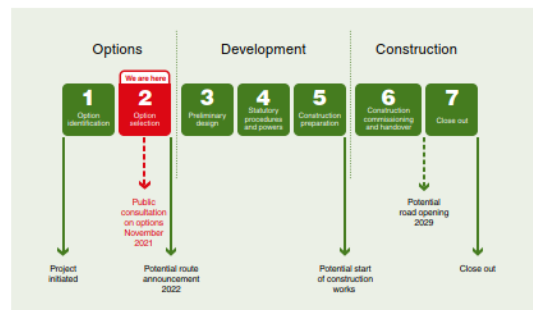 Options
Development
Construction
We are here
1
Option
identification
2
Option
selection
3
Preliminary
design
4
Statutory
procedures
and powers
5
Construction
preparation
6
Construction
commissioning
and handover
7
Close out
Public
consultation
on options
November
2021
Potential
road opening
2029
Project
initiated
Potential route
announcement
2022
Potential start
of construction
works
Close out